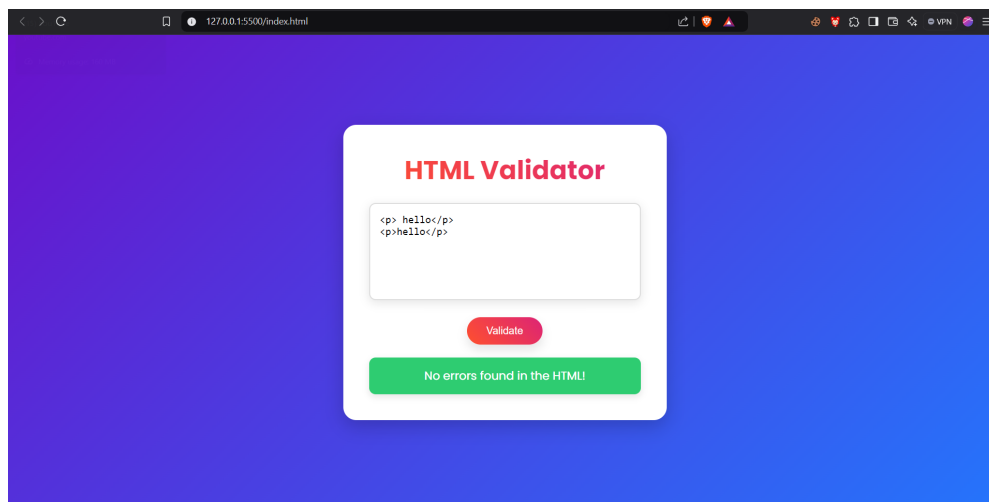 127.0.0.1:5500/index.html
VPN
HTML Validator
<p> hello</p>
<p>hello</p>
Validate
No errors found in the HTML!